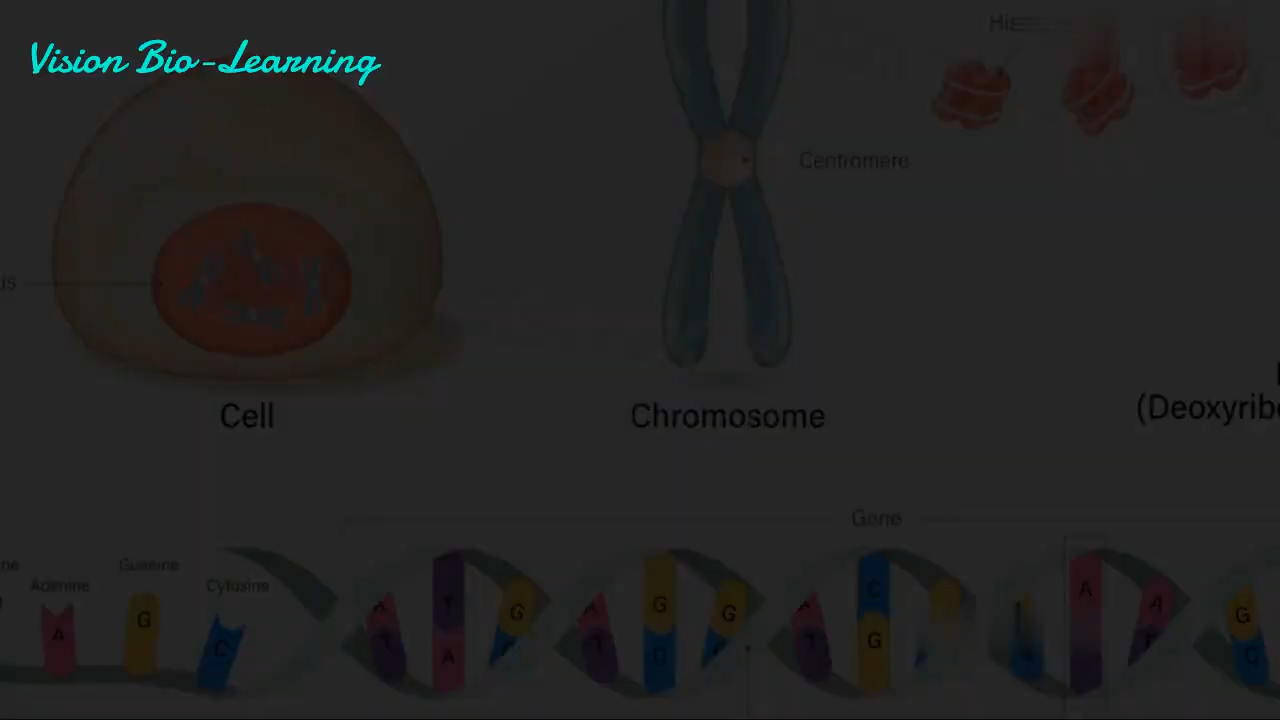 Vision Bio-Learning
Centromere
Cell
Chromosome
(Deoxyrib
Gene
Adenine
Guanine
Cytosine
A
G
C
A
T
T
A
G
A
T
G
C
G
A
T
C
G
A
A
G
C